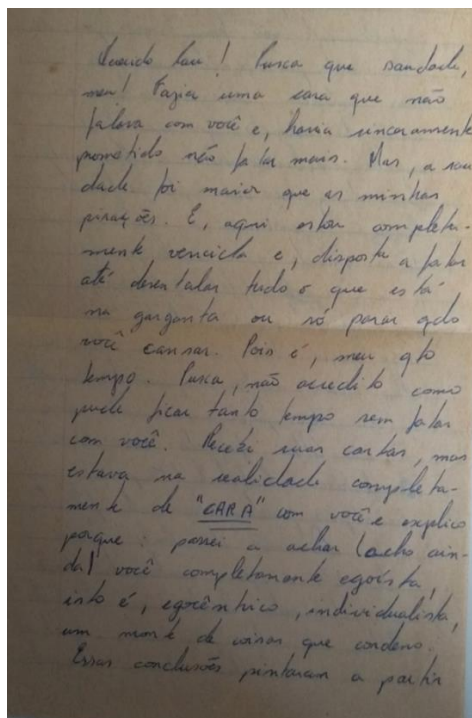 Querido Lau! Puxa que saudade,
meu! Fazia uma cara que não
falava com você e, havia sinceramente
prometido não falar mais. Mas, a sau
dade foi maior que as minhas
pirações. E, aqui estou completa-
mente vencida e, disposta a falar
até desentalar tudo o que está
na garganta ou só parar qdo
você cansar. Pois é, meu qto
tempo. Puxa, não acredito como
pude ficar tanto tempo sem falar
com você. Recebi suas cartas, mas
estava na realidade completa-
mente de "CARA" com você e explico
porque: passei a achar (acho ain-
da) você completamente egoísta,
isto é, egocêntrico, individualista,
um monte de coisas que condeno.
Essas conclusões pintaram a partir